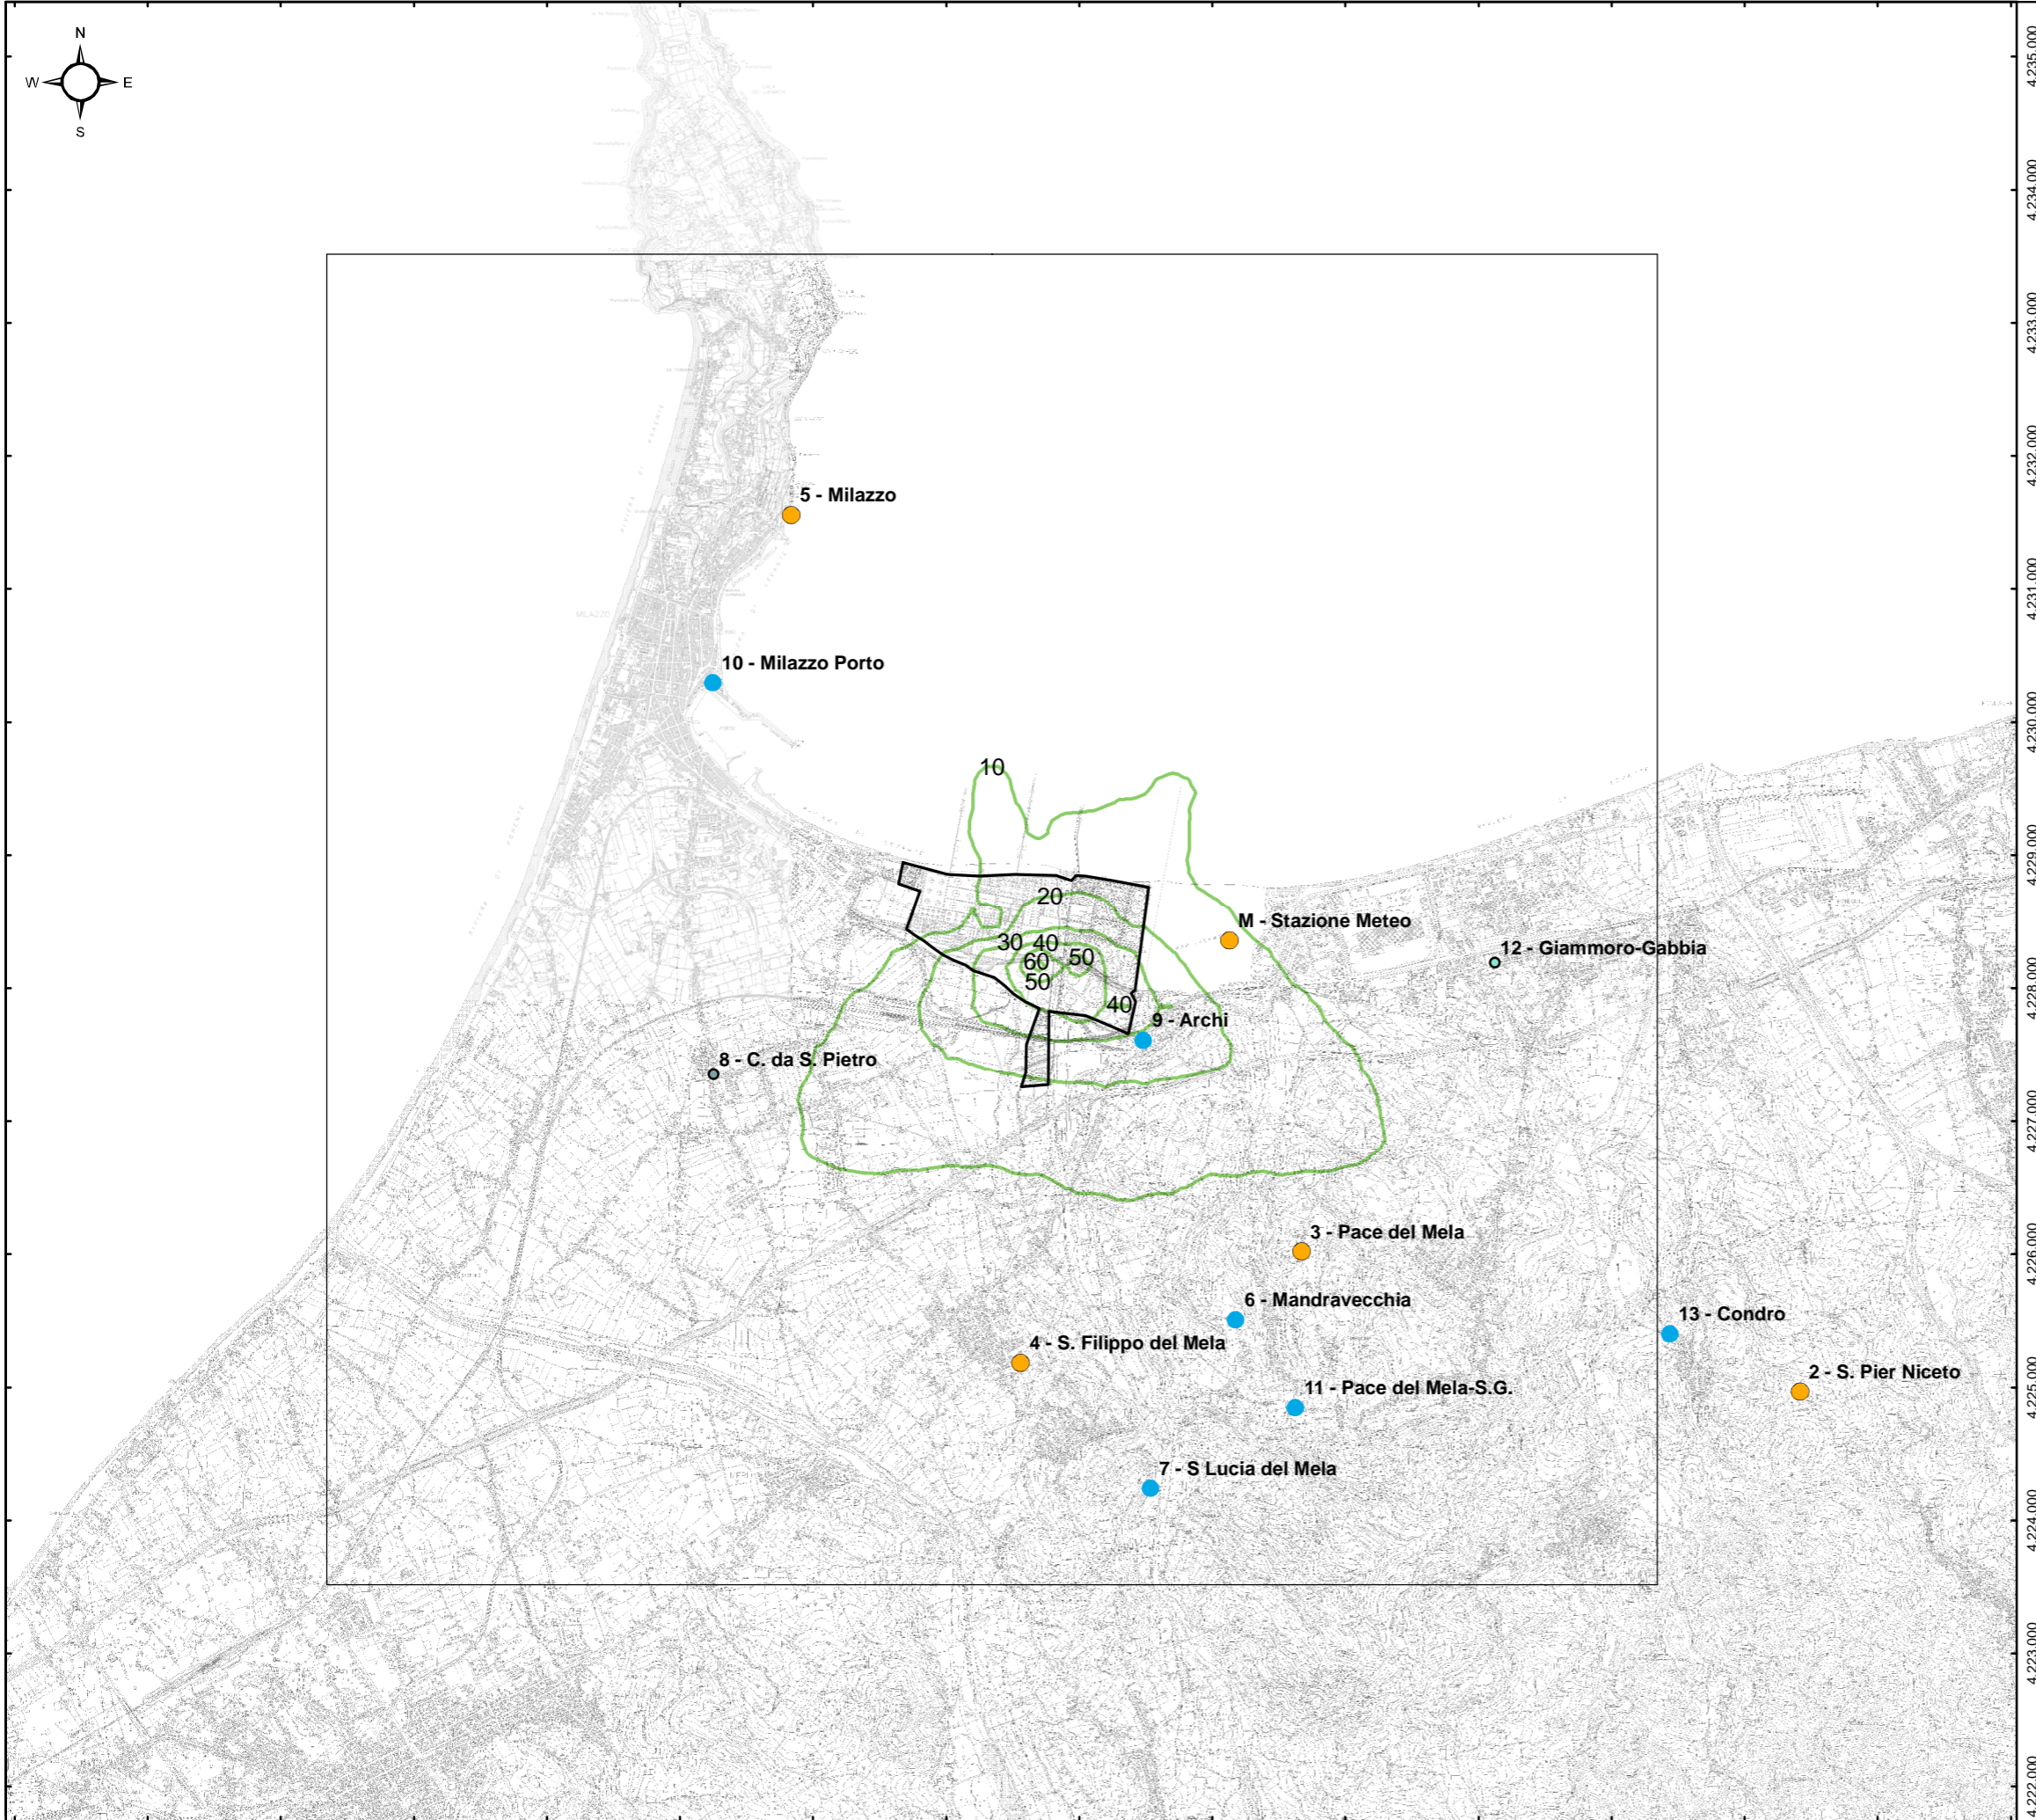 N
W E
S
4.235.000
4.234.000
4.233.000
4.232.000
5 - Milazzo
4.231.000
MILAZZO
10 - Milazzo Porto
4.230.000
10
4.229.000
20
M - Stazione Meteo
30 40
12 - Giammoro-Gabbia
50
60
50
4.228.000
40
9 - Archi
8 - C. da S. Pietro
4.227.000
3 - Pace del Mela
4.226.000
6 - Mandravecchia
13 - Condro
4 - S. Filippo del Mela
2 - S. Pier Niceto
4.225.000
11 - Pace del Mela-S.G.
7 - S Lucia del Mela
4.224.000
4.223.000
4.222.000